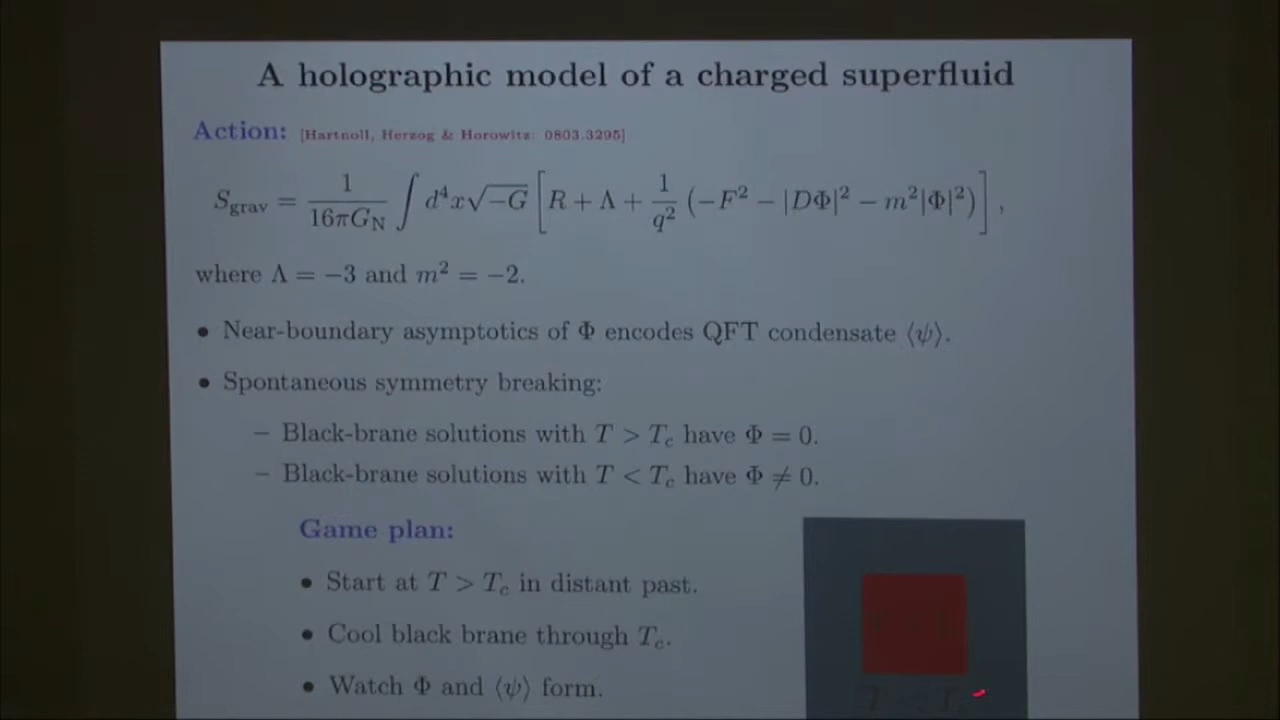 A holographic model of a charged superfluid
Action: [Hartnoll, Herzog & Horowitz: 0803.3295]
S_grav = 1/(16πG_N) ∫ d⁴x√−G [R + Λ + 1/q² (−F² − |DΦ|² − m²|Φ|²)],
where Λ = −3 and m² = −2.
• Near-boundary asymptotics of Φ encodes QFT condensate ⟨ψ⟩.
• Spontaneous symmetry breaking:
– Black-brane solutions with T > T_c have Φ = 0.
– Black-brane solutions with T < T_c have Φ ≠ 0.
Game plan:
• Start at T > T_c in distant past.
• Cool black brane through T_c.
• Watch Φ and ⟨ψ⟩ form.